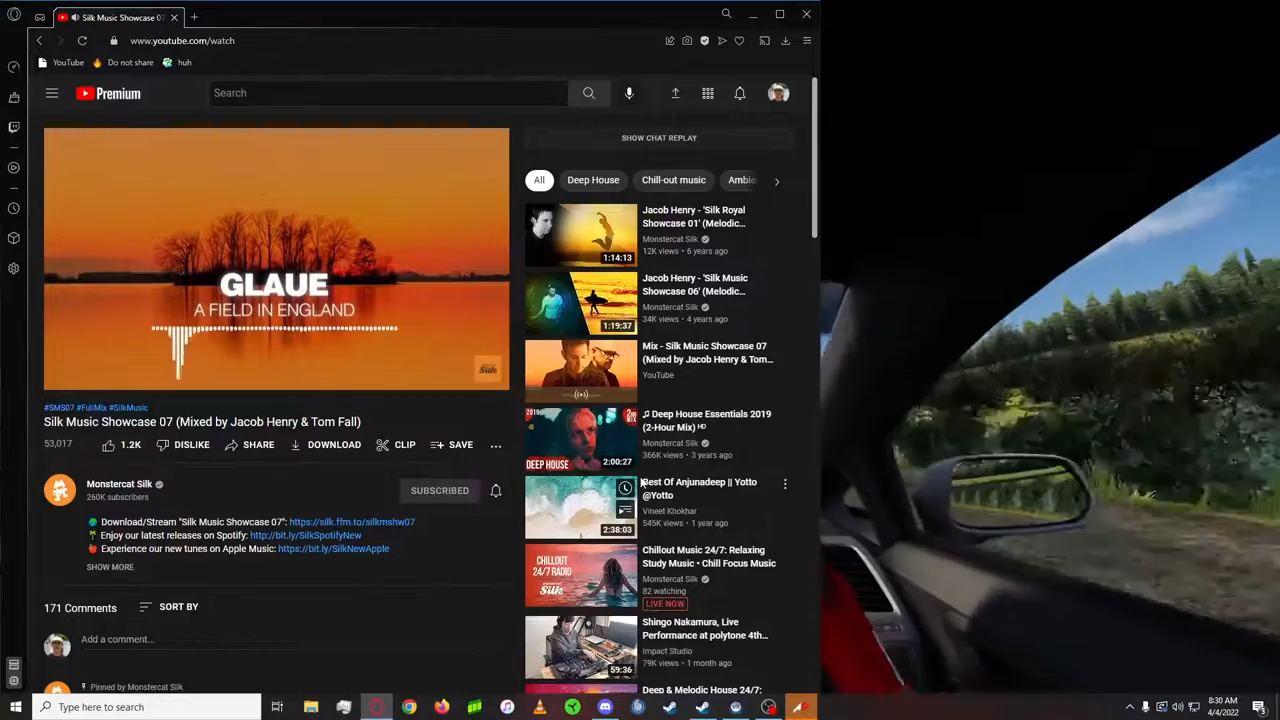 Silk Music Showcase 07
www.youtube.com/watch
YouTube
Do not share
huh
Premium
Search
GLAUE
A FIELD IN ENGLAND
Silk
#SMS07 #FullMix #SilkMusic
Silk Music Showcase 07 (Mixed by Jacob Henry & Tom Fall)
53,017
1.2K
DISLIKE
SHARE
DOWNLOAD
CLIP
SAVE
Monstercat Silk
260K subscribers
SUBSCRIBED
Download/Stream "Silk Music Showcase 07": https://silk.ffm.to/silkmshw07
Enjoy our latest releases on Spotify: http://bit.ly/SilkSpotifyNew
Experience our new tunes on Apple Music: https://bit.ly/SilkNewApple
SHOW MORE
171 Comments
SORT BY
Add a comment...
Pinned by Monstercat Silk
SHOW CHAT REPLAY
All
Deep House
Chill-out music
Ambie
Jacob Henry - 'Silk Royal
Showcase 01' (Melodic...
Monstercat Silk
12K views • 6 years ago
1:14:13
Jacob Henry - 'Silk Music
Showcase 06' (Melodic...
Monstercat Silk
34K views • 4 years ago
1:19:37
Mix - Silk Music Showcase 07
(Mixed by Jacob Henry & Tom...
YouTube
♫ Deep House Essentials 2019
(2-Hour Mix) ᴴᴰ
Monstercat Silk
366K views • 3 years ago
2019
DEEP HOUSE
2:00:27
Best Of Anjunadeep || Yotto
@Yotto
Vineet Khokhar
545K views • 1 year ago
2:38:03
Chillout Music 24/7: Relaxing
Study Music • Chill Focus Music
Monstercat Silk
82 watching
LIVE NOW
CHILLOUT
24/7 RADIO
Silk
Shingo Nakamura, Live
Performance at polytone 4th...
Impact Studio
79K views • 1 month ago
59:36
Deep & Melodic House 24/7:
Type here to search
8:30 AM
4/4/2022